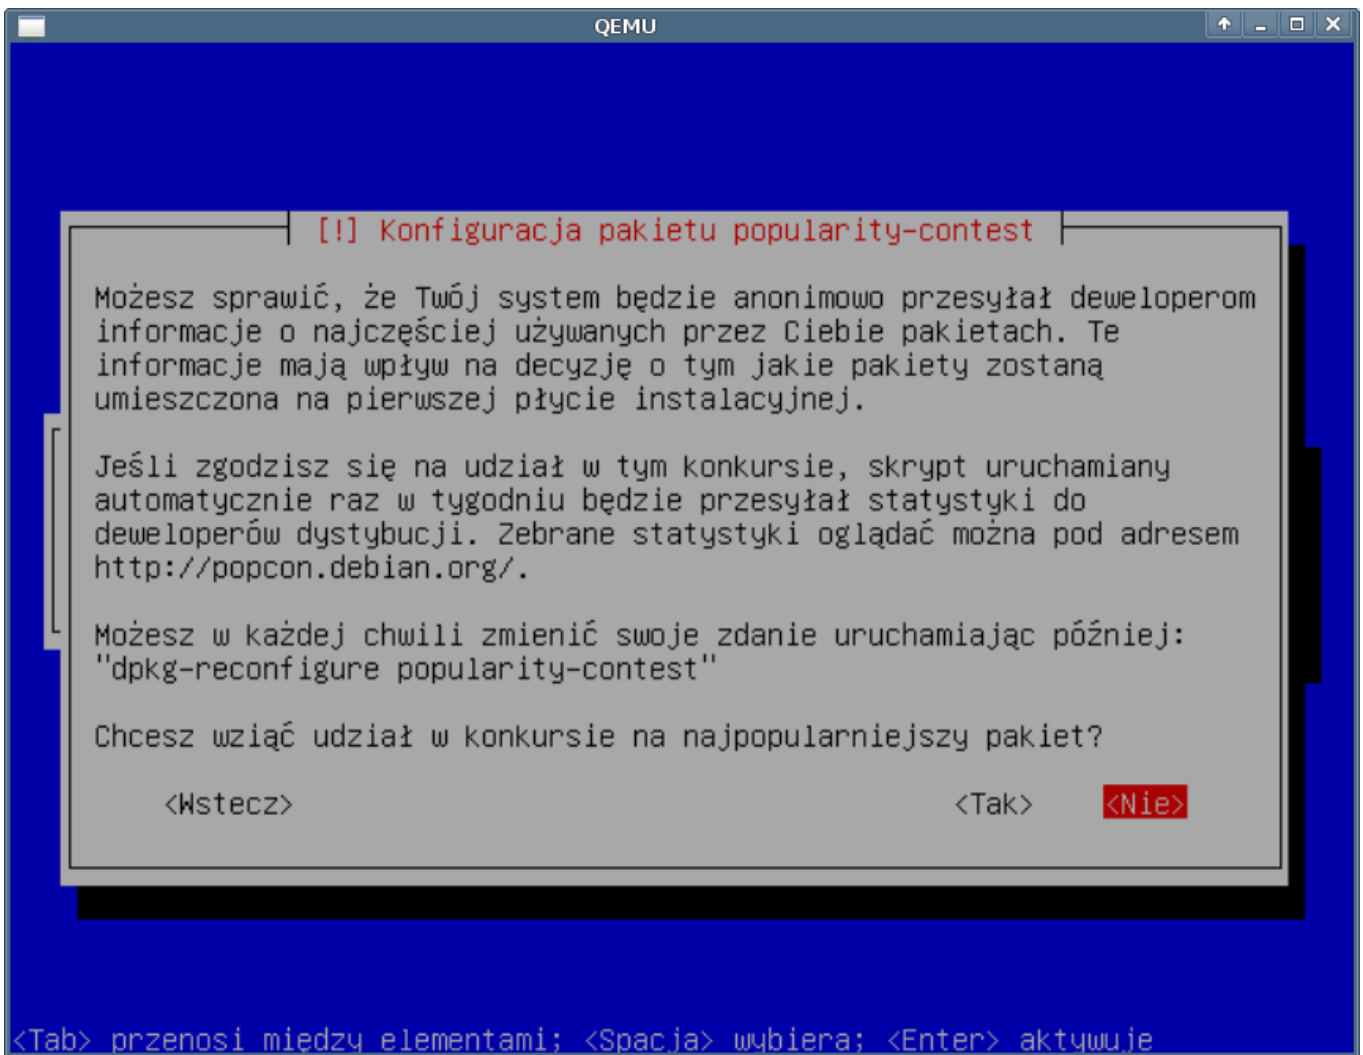 QEMU
[!] Konfiguracja pakietu popularity-contest
Możesz sprawić, że Twój system będzie anonimowo przesyłał deweloperom
informacje o najczęściej używanych przez Ciebie pakietach. Te
informacje mają wpływ na decyzję o tym jakie pakiety zostaną
umieszczona na pierwszej płycie instalacyjnej.
Jeśli zgodzisz się na udział w tym konkursie, skrypt uruchamiany
automatycznie raz w tygodniu będzie przesyłał statystyki do
deweloperów dystybucji. Zebrane statystyki oglądać można pod adresem
http://popcon.debian.org/.
Możesz w każdej chwili zmienić swoje zdanie uruchamiając później:
"dpkg-reconfigure popularity-contest"
Chcesz wziąć udział w konkursie na najpopularniejszy pakiet?
<Wstecz> <Tak> <Nie>
<Tab> przenosi między elementami; <Spacja> wybiera; <Enter> aktywuje